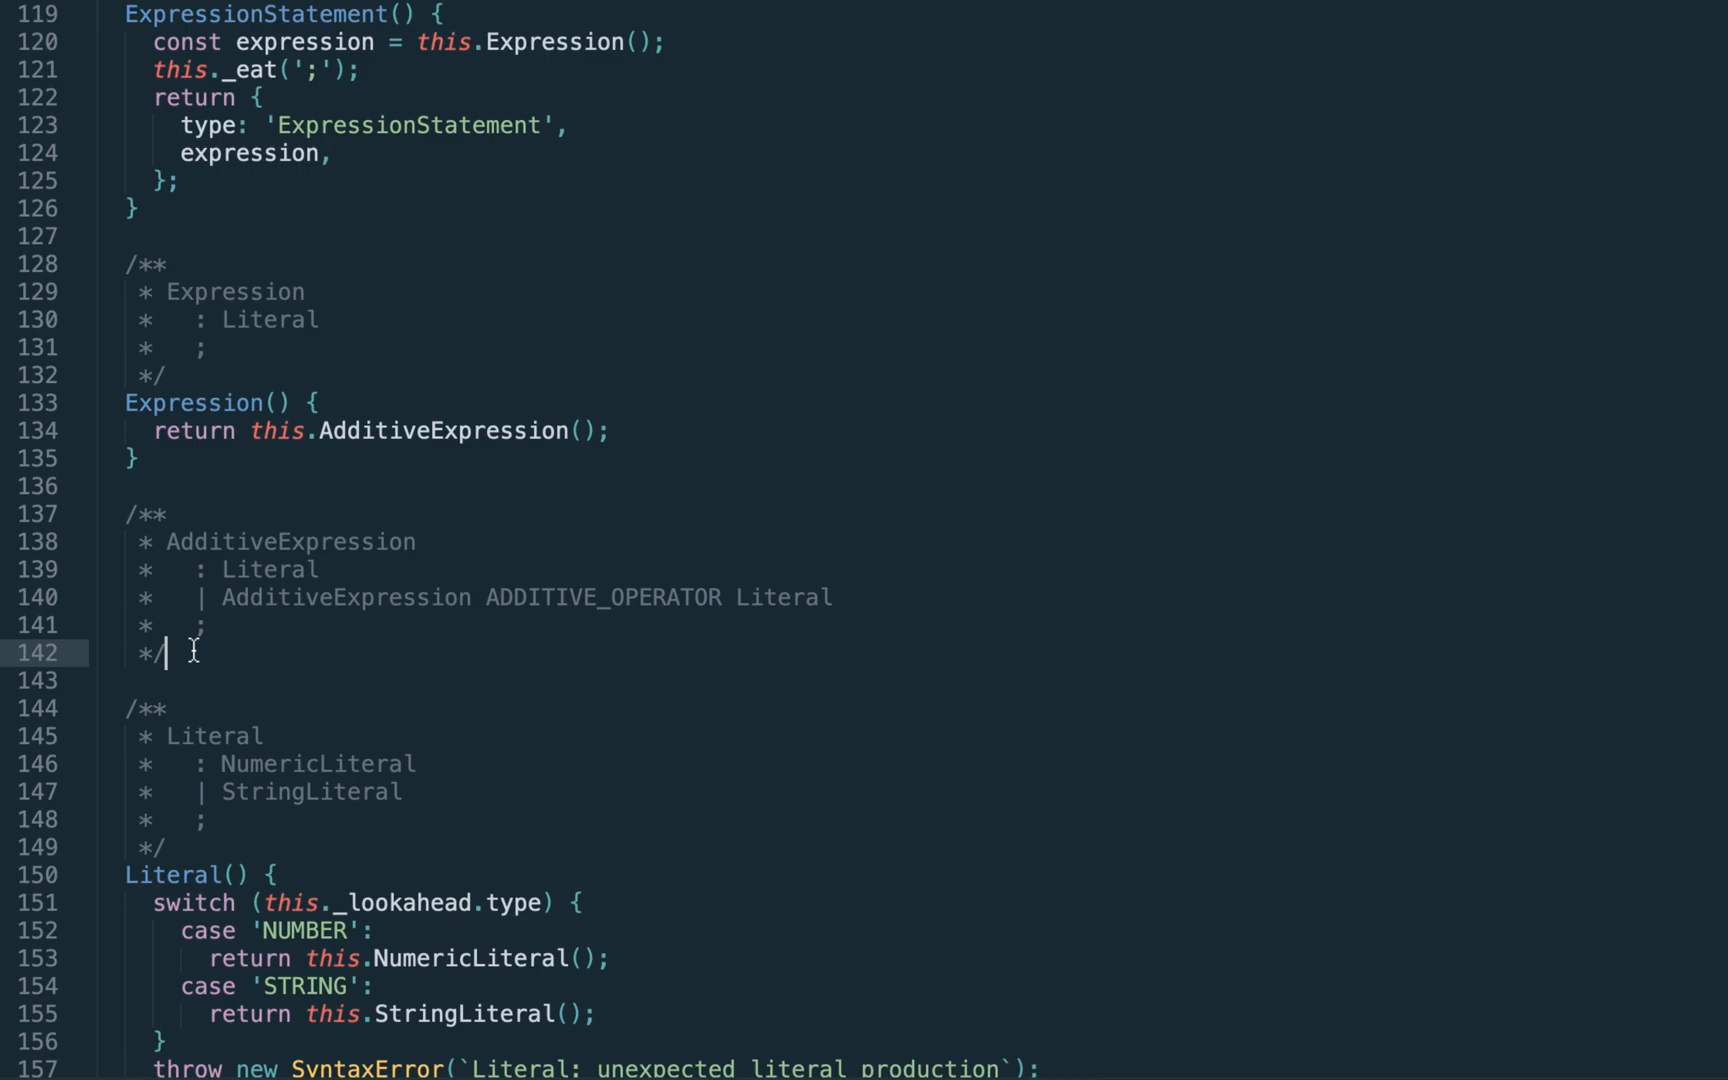 119 ExpressionStatement() {
120 const expression = this.Expression();
121 this._eat(';');
122 return {
123 type: 'ExpressionStatement',
124 expression,
125 };
126 }
127
128 /**
129 * Expression
130 * : Literal
131 * ;
132 */
133 Expression() {
134 return this.AdditiveExpression();
135 }
136
137 /**
138 * AdditiveExpression
139 * : Literal
140 * | AdditiveExpression ADDITIVE_OPERATOR Literal
141 * ;
142 */
143
144 /**
145 * Literal
146 * : NumericLiteral
147 * | StringLiteral
148 * ;
149 */
150 Literal() {
151 switch (this._lookahead.type) {
152 case 'NUMBER':
153 return this.NumericLiteral();
154 case 'STRING':
155 return this.StringLiteral();
156 }
157 throw new SyntaxError(`Literal: unexpected literal production`);